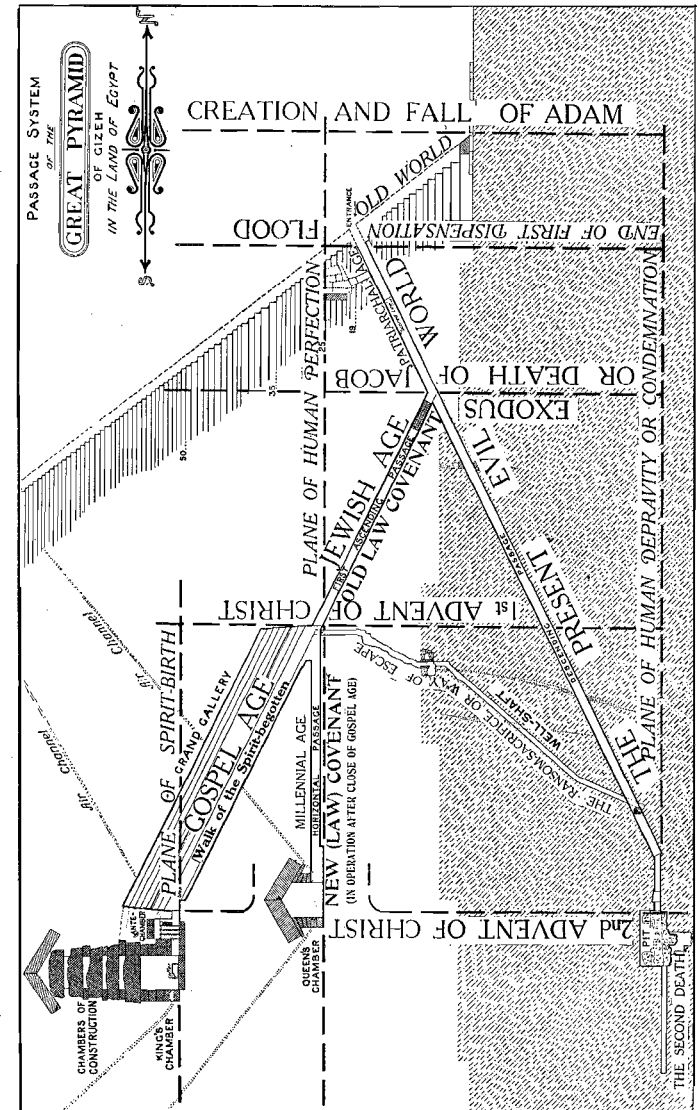 PASSAGE SYSTEM
OF THE
GREAT PYRAMID
OF GIZEH
IN THE LAND OF EGYPT
N
S
CREATION AND FALL OF ADAM
OLD WORLD
ENTRANCE
FLOOD
END OF FIRST DISPENSATION
PLANE OF HUMAN PERFECTION
PATRIARCHAL AGE
19
25
35
50
EXODUS
OR DEATH OF JACOB
JEWISH AGE
FIRST ASCENDING PASSAGE
OLD LAW COVENANT
THE PRESENT EVIL WORLD
DESCENDING PASSAGE
PLANE OF HUMAN DEPRAVITY OR CONDEMNATION
1st ADVENT OF CHRIST
Air Channel
Air Channel
PLANE OF SPIRIT-BIRTH
GRAND GALLERY
GOSPEL AGE
(Walk of the Spirit-begotten
MILLENNIAL AGE
HORIZONTAL PASSAGE
NEW (LAW) COVENANT
(IN OPERATION AFTER CLOSE OF GOSPEL AGE)
THE RANSOM SACRIFICE OR WAY OF ESCAPE
WELL-SHAFT
2nd ADVENT OF CHRIST
ANTE-
CHAMBER
CHAMBERS OF
CONSTRUCTION
KING'S
CHAMBER
QUEENS
CHAMBER
PIT
THE SECOND DEATH